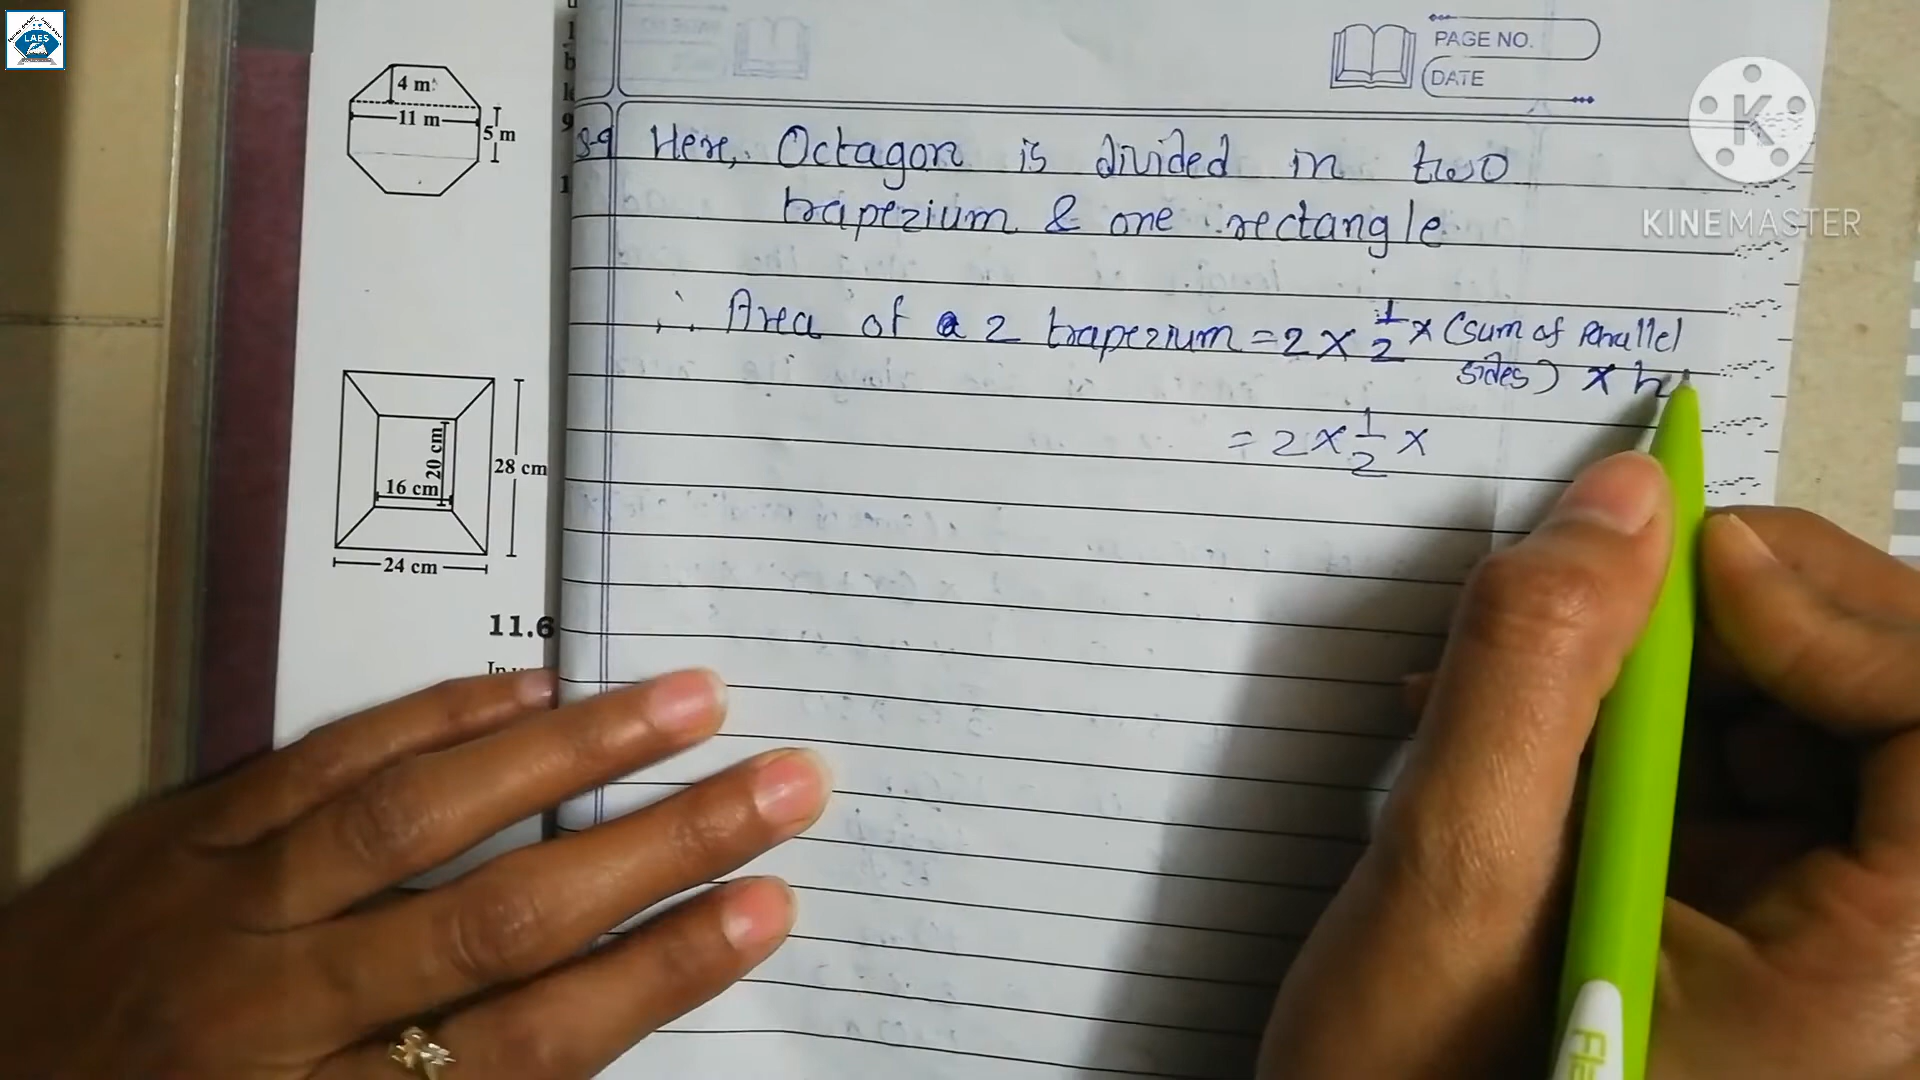 LAES
PAGE NO.
DATE
KINEMASTER
4 m
11 m
5 m
20 cm
16 cm
28 cm
24 cm
11.6
9
1
Here, Octagon is divided in two
trapezium & one rectangle
∴ Area of a 2 trapezium = 2 × 1/2 × (sum of Parallel
sides) × h
= 2 × 1/2 ×